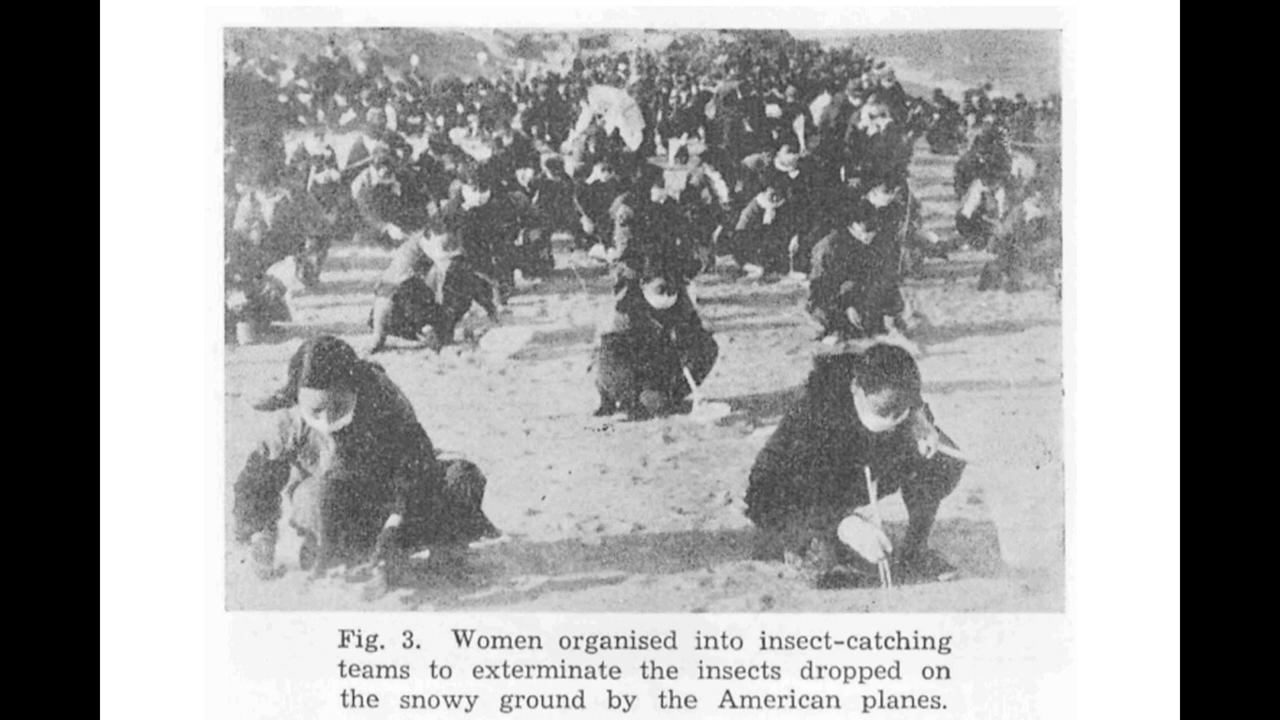 Fig. 3. Women organised into insect-catching
teams to exterminate the insects dropped on
the snowy ground by the American planes.